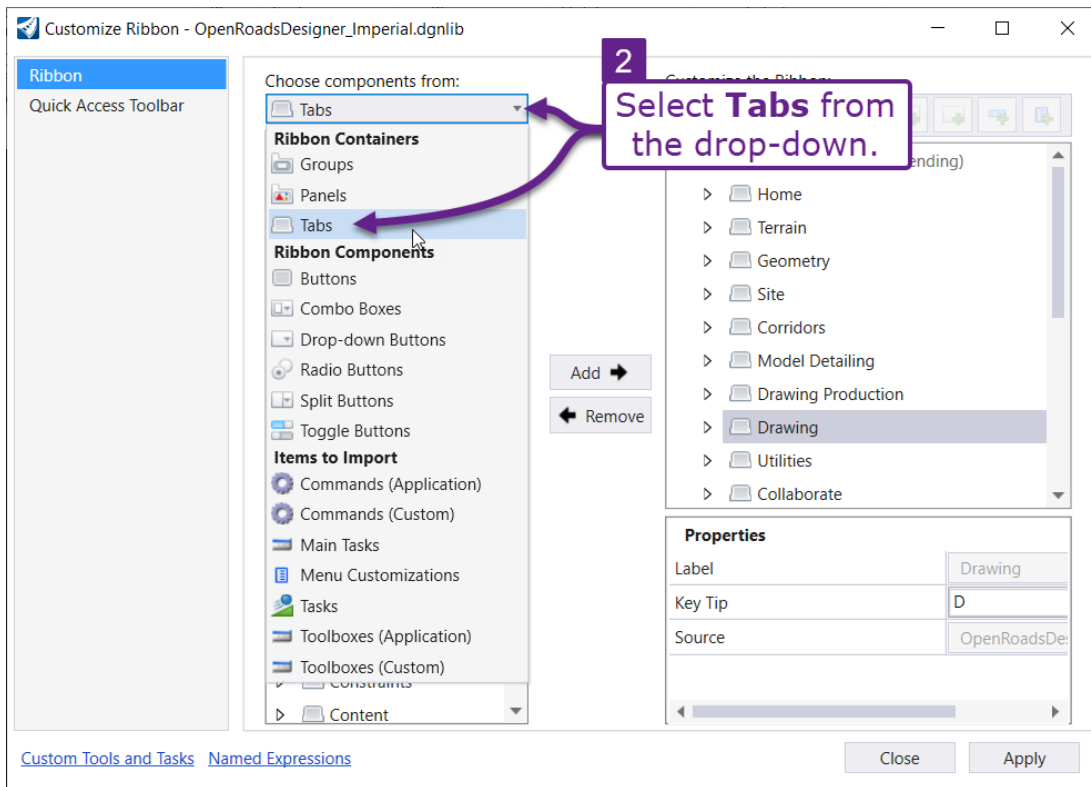 Customize Ribbon - OpenRoadsDesigner_Imperial.dgnlib
Ribbon
Quick Access Toolbar
Choose components from:
Tabs
Ribbon Containers
Groups
Panels
Tabs
Ribbon Components
Buttons
Combo Boxes
Drop-down Buttons
Radio Buttons
Split Buttons
Toggle Buttons
Items to Import
Commands (Application)
Commands (Custom)
Main Tasks
Menu Customizations
Tasks
Toolboxes (Application)
Toolboxes (Custom)
Constraints
Content
Add
Remove
2
Select Tabs from
the drop-down.
Customize the Ribbon:
Home
Terrain
Geometry
Site
Corridors
Model Detailing
Drawing Production
Drawing
Utilities
Collaborate
Properties
Label Drawing
Key Tip D
Source
Custom Tools and Tasks Named Expressions
Close Apply